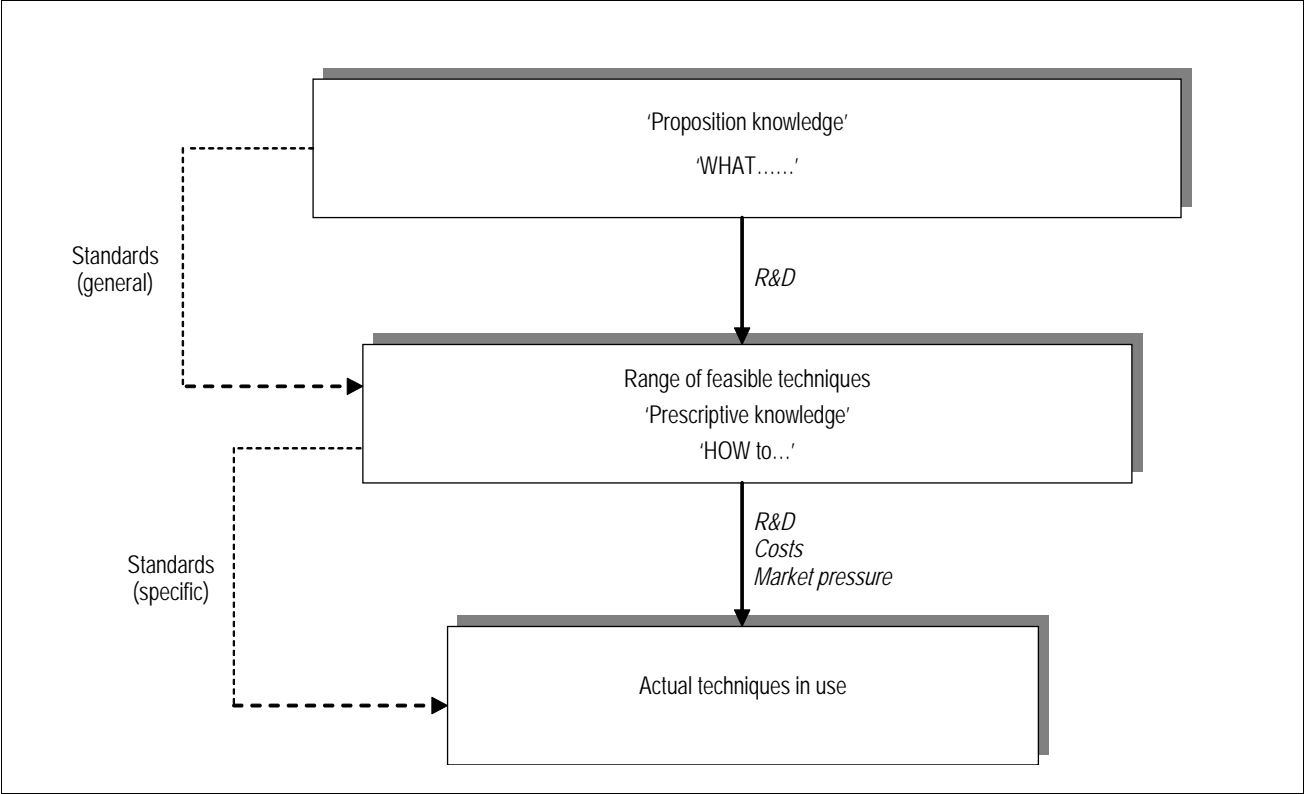 ‘Proposition knowledge’
‘WHAT……’
Standards
(general)
R&D
Range of feasible techniques
‘Prescriptive knowledge’
‘HOW to…’
R&D
Costs
Market pressure
Standards
(specific)
Actual techniques in use